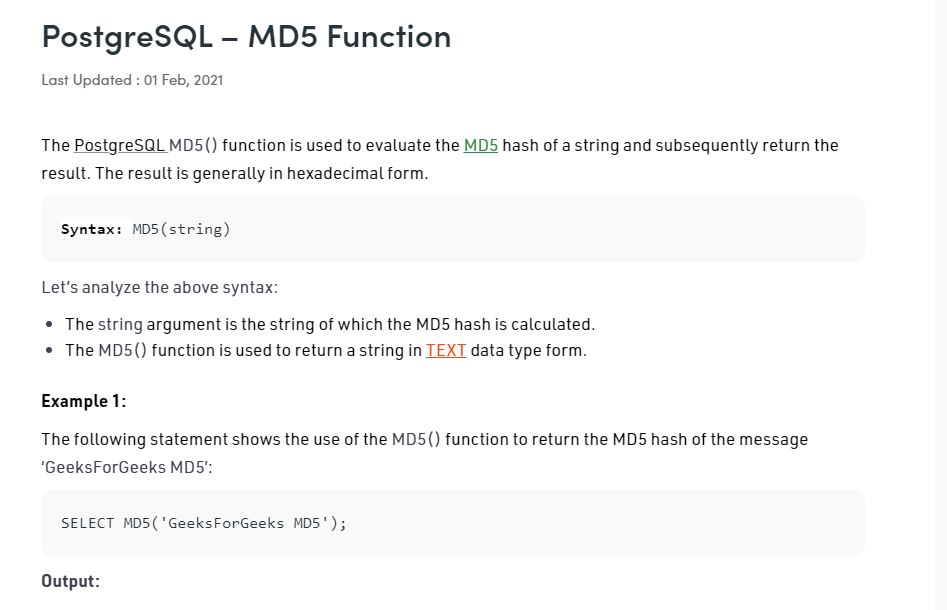 PostgreSQL – MD5 Function
Last Updated : 01 Feb, 2021
The PostgreSQL MD5() function is used to evaluate the MD5 hash of a string and subsequently return the
result. The result is generally in hexadecimal form.
Syntax: MD5(string)
Let’s analyze the above syntax:
• The string argument is the string of which the MD5 hash is calculated.
• The MD5() function is used to return a string in TEXT data type form.
Example 1:
The following statement shows the use of the MD5() function to return the MD5 hash of the message
‘GeeksForGeeks MD5’:
SELECT MD5('GeeksForGeeks MD5');
Output: